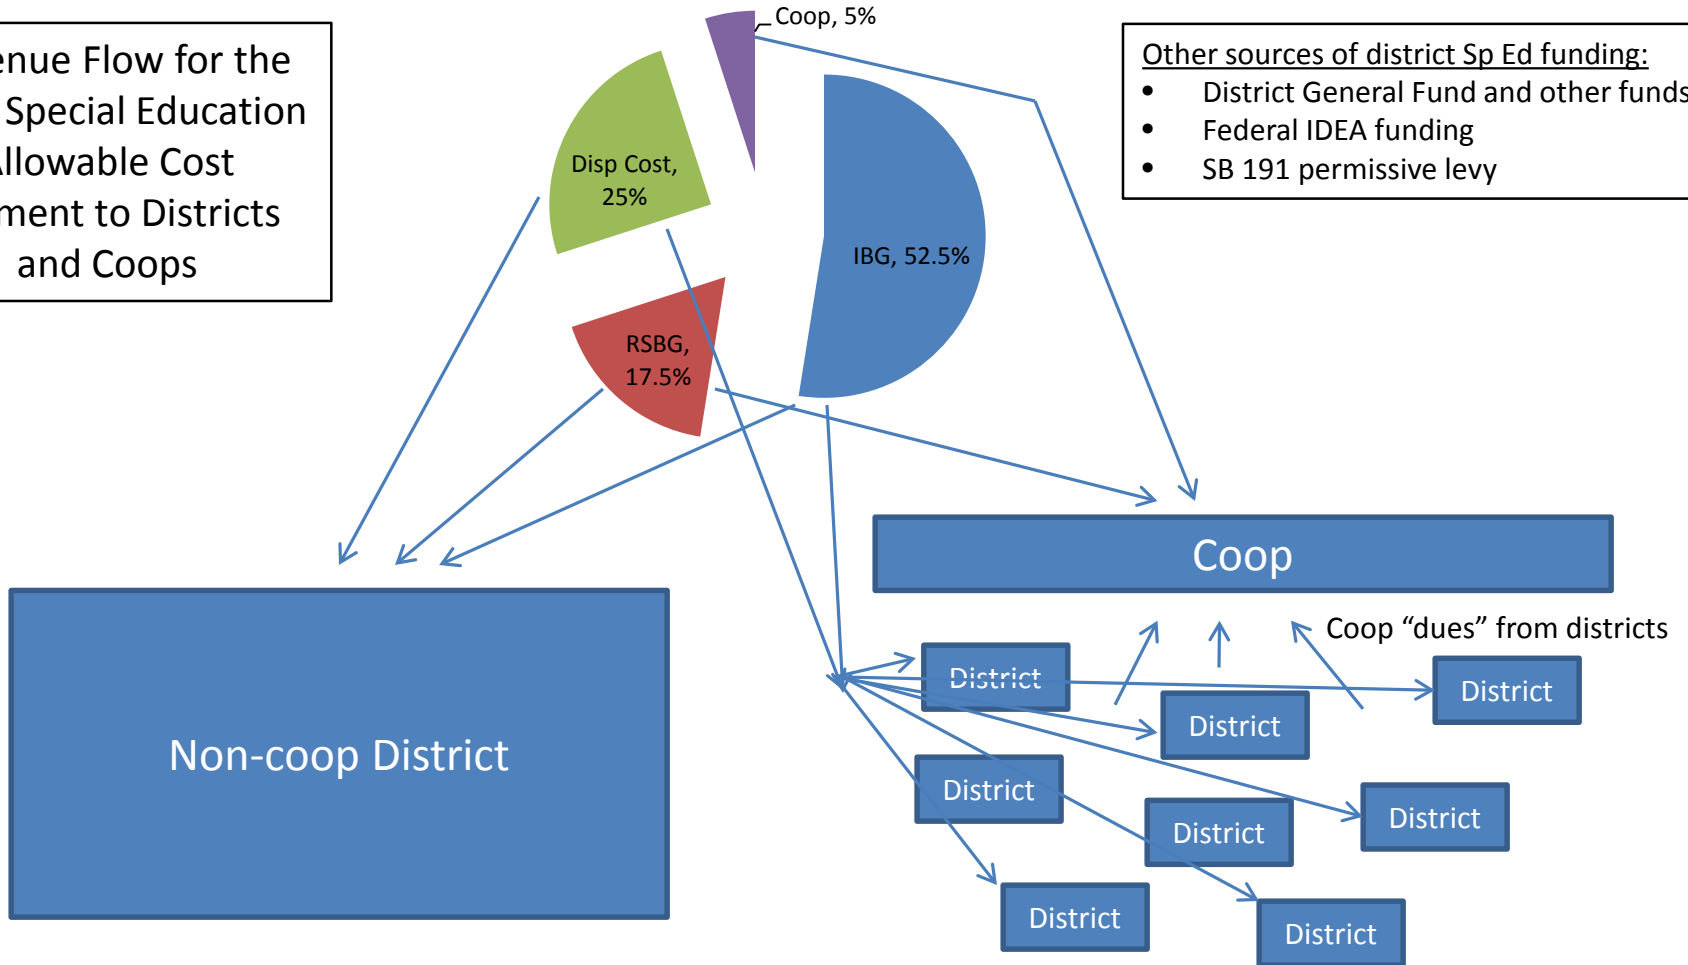 enue Flow for the
Special Education
Allowable Cost
ment to Districts
and Coops
Coop, 5%
Other sources of district Sp Ed funding:
• District General Fund and other funds
• Federal IDEA funding
• SB 191 permissive levy
Disp Cost,
25%
IBG, 52.5%
RSBG,
17.5%
Coop
Coop “dues” from districts
District
District
District
Non-coop District
District
District
District
District
District